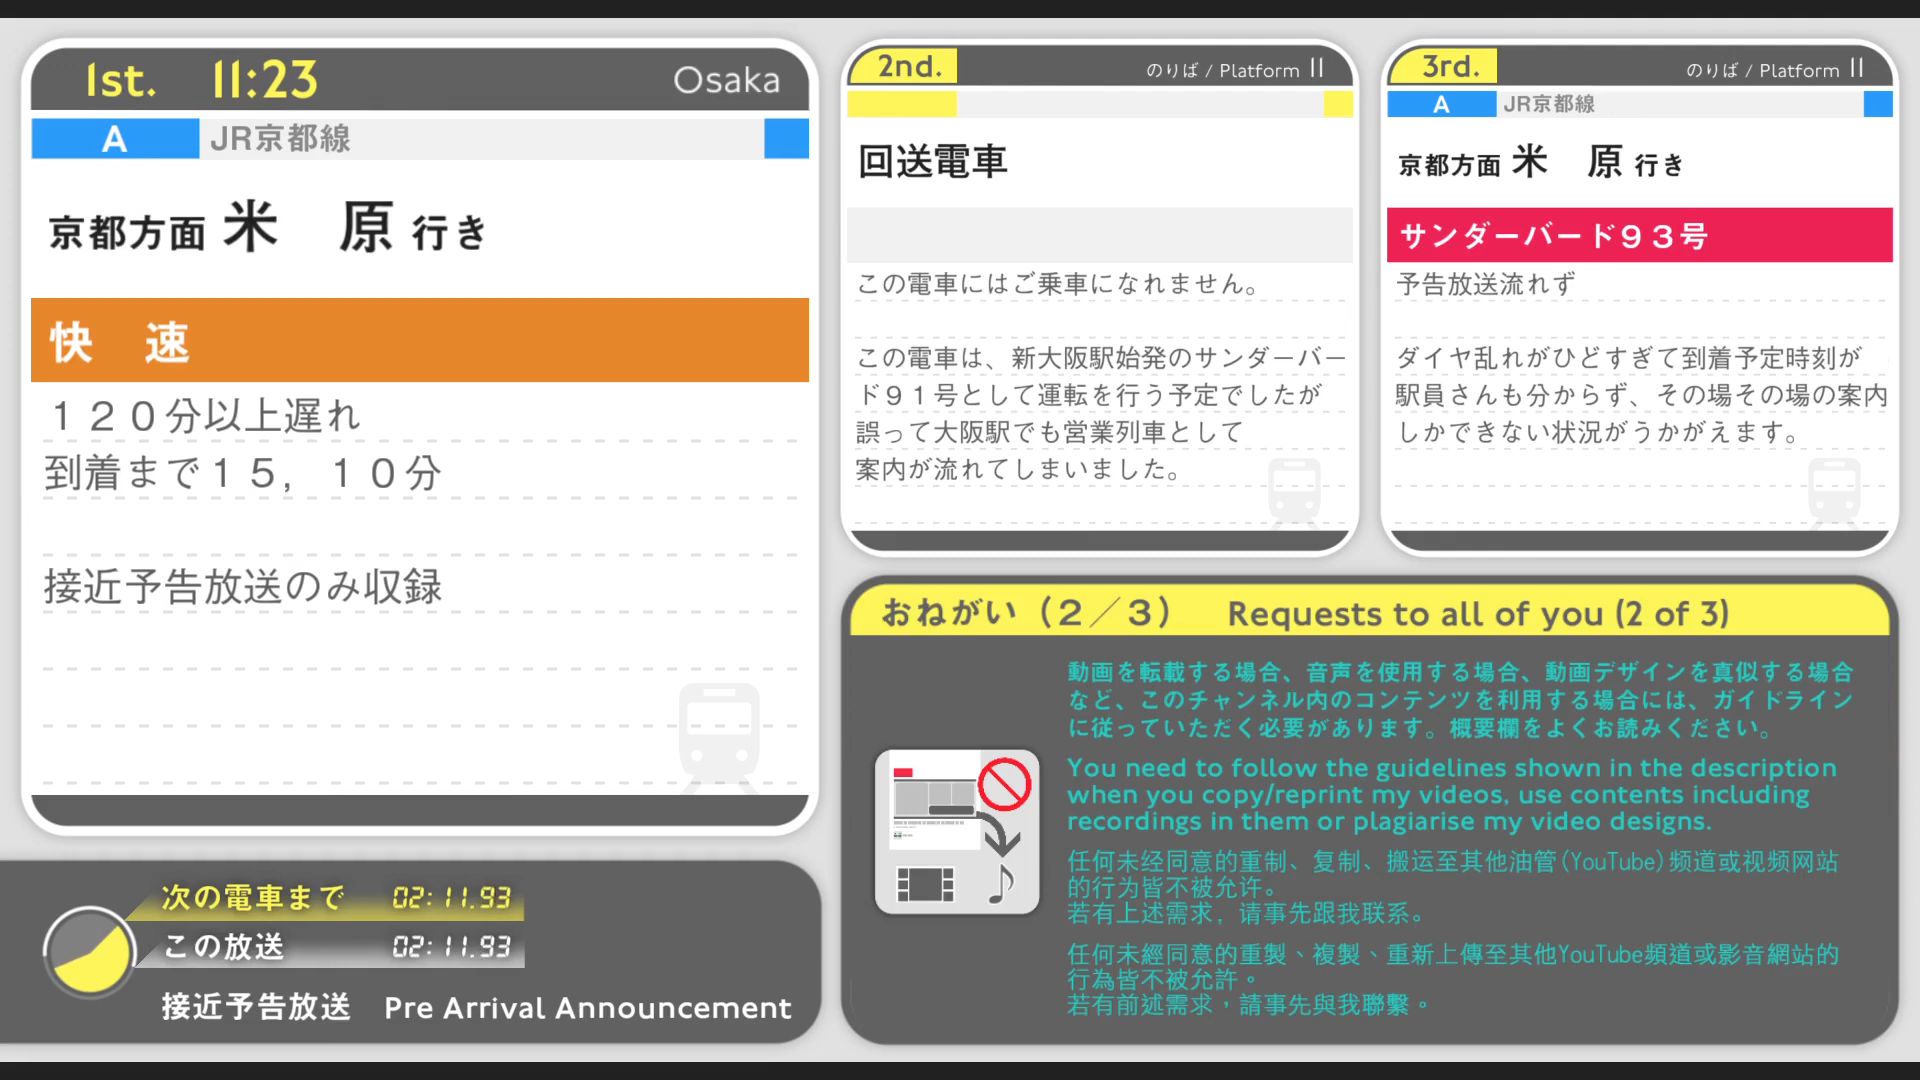 1st. 11:23 Osaka
A JR京都線
京都方面 米　原 行き
快　速
１２０分以上遅れ
到着まで１５，１０分
接近予告放送のみ収録
2nd. のりば / Platform 11
回送電車
この電車にはご乗車になれません。
この電車は、新大阪駅始発のサンダーバー
ド９１号として運転を行う予定でしたが
誤って大阪駅でも営業列車として
案内が流れてしまいました。
3rd. のりば / Platform 11
A JR京都線
京都方面 米　原 行き
サンダーバード９３号
予告放送流れず
ダイヤ乱れがひどすぎて到着予定時刻が
駅員さんも分からず、その場その場の案内
しかできない状況がうかがえます。
次の電車まで 02:11.93
この放送 02:11.93
接近予告放送 Pre Arrival Announcement
おねがい（２／３） Requests to all of you (2 of 3)
動画を転載する場合、音声を使用する場合、動画デザインを真似する場合
など、このチャンネル内のコンテンツを利用する場合には、ガイドライン
に従っていただく必要があります。概要欄をよくお読みください。
You need to follow the guidelines shown in the description
when you copy/reprint my videos, use contents including
recordings in them or plagiarise my video designs.
任何未经同意的重制、复制、搬运至其他油管(YouTube)频道或视频网站
的行为皆不被允许。
若有上述需求，请事先跟我联系。
任何未經同意的重製、複製、重新上傳至其他YouTube頻道或影音網站的
行為皆不被允許。
若有前述需求，請事先與我聯繫。